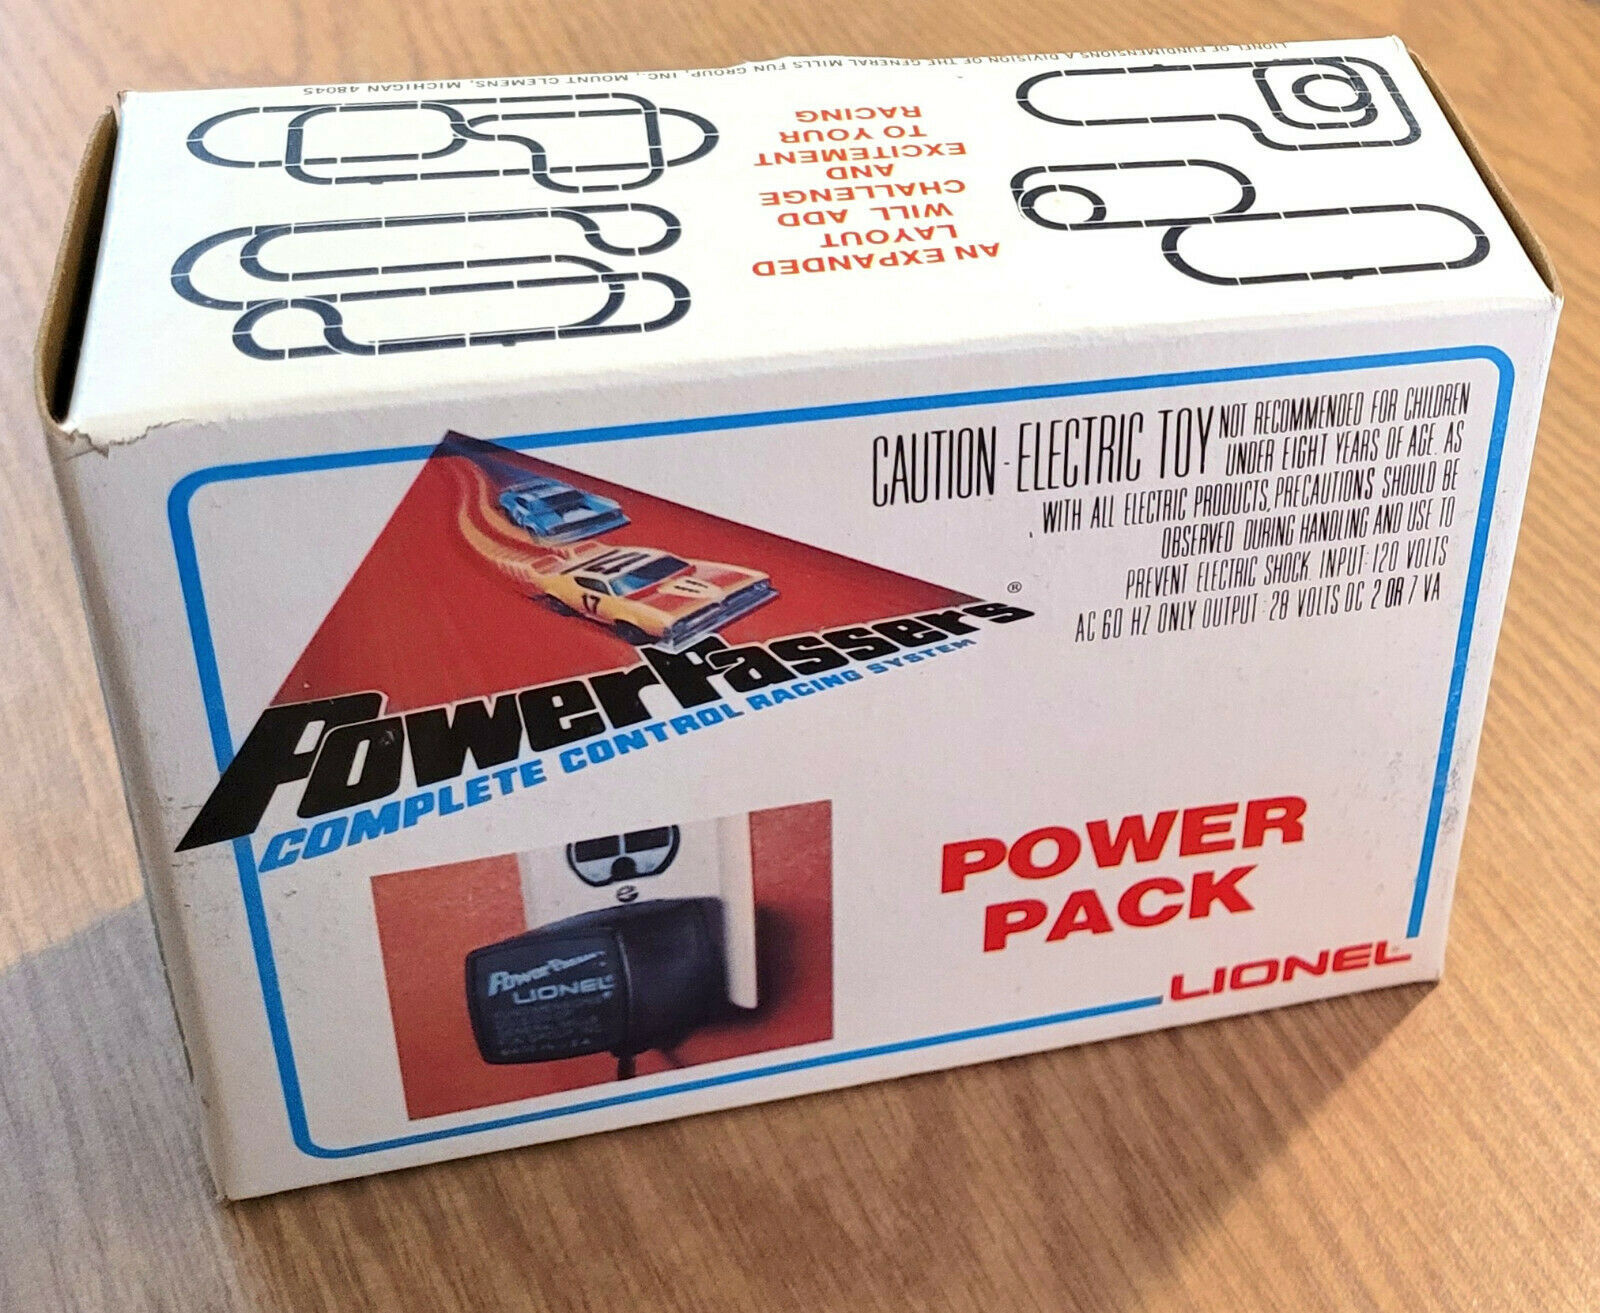 LIONEL OF FUNDIMENSIONS A DIVISION OF THE GENERAL MILLS FUN GROUP, INC., MOUNT CLEMENS, MICHIGAN 48045
AN EXPANDED
LAYOUT
WILL ADD
CHALLENGE
AND
EXCITEMENT
TO YOUR
RACING
CAUTION - ELECTRIC TOY NOT RECOMMENDED FOR CHILDREN
UNDER EIGHT YEARS OF AGE. AS
WITH ALL ELECTRIC PRODUCTS, PRECAUTIONS SHOULD BE
OBSERVED DURING HANDLING AND USE TO
PREVENT ELECTRIC SHOCK. INPUT: 120 VOLTS
AC 60 HZ ONLY OUTPUT: 28 VOLTS DC 2 OR 7 VA
17
11
PowerPassers®
COMPLETE CONTROL RACING SYSTEM
PowerPassers
LIONEL
MADE IN U.S.A.
POWER
PACK
LIONEL